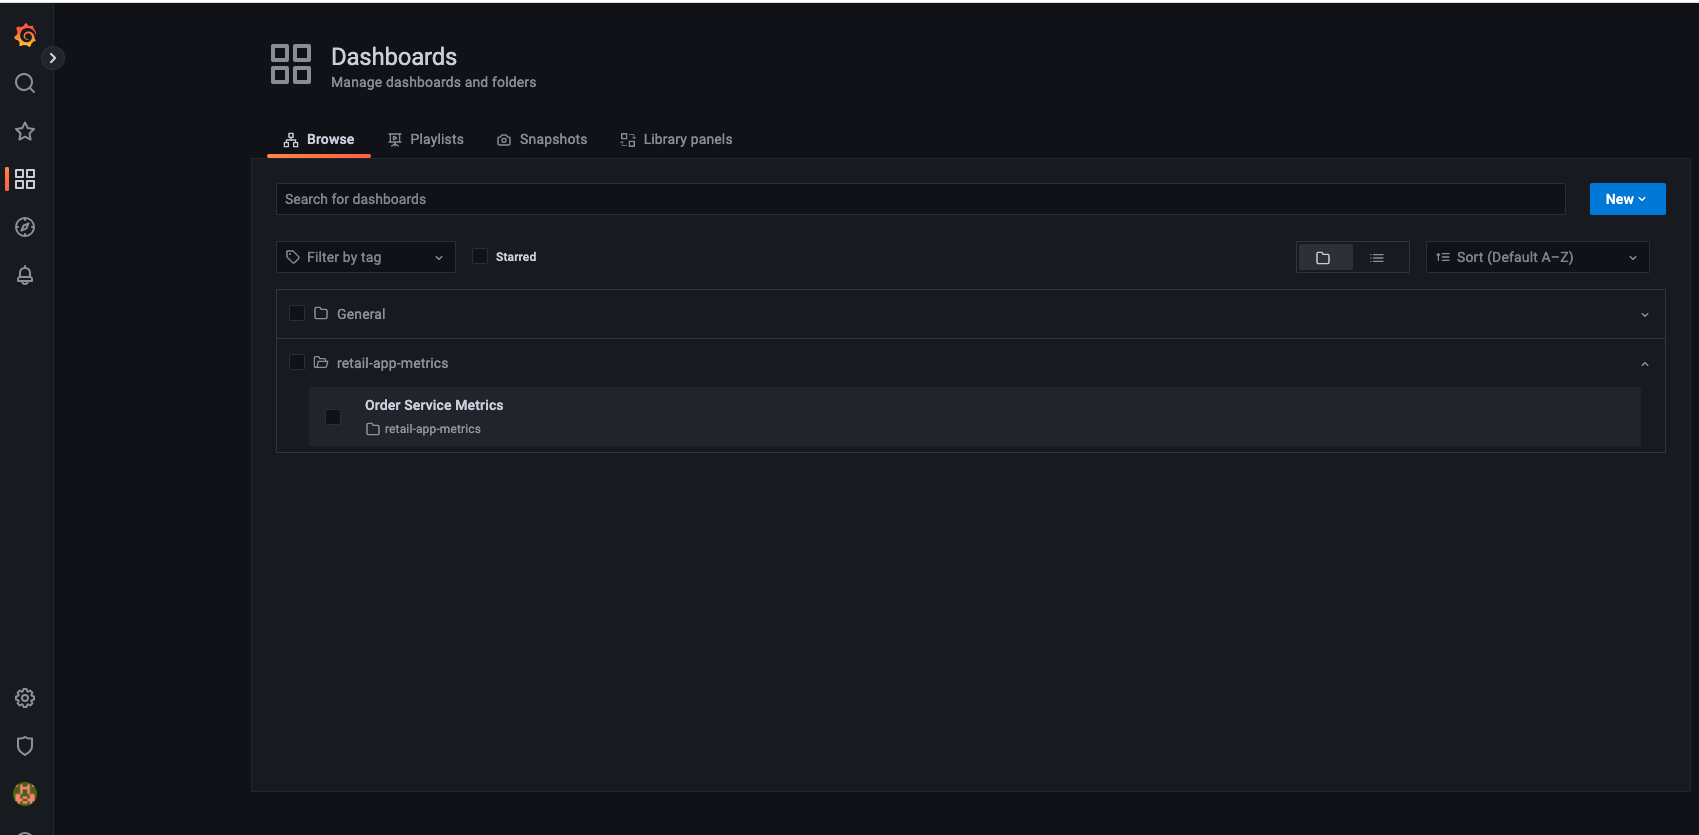 Dashboards
Manage dashboards and folders
Browse
Playlists
Snapshots
Library panels
Search for dashboards
New
Filter by tag
Starred
Sort (Default A–Z)
General
retail-app-metrics
Order Service Metrics
retail-app-metrics